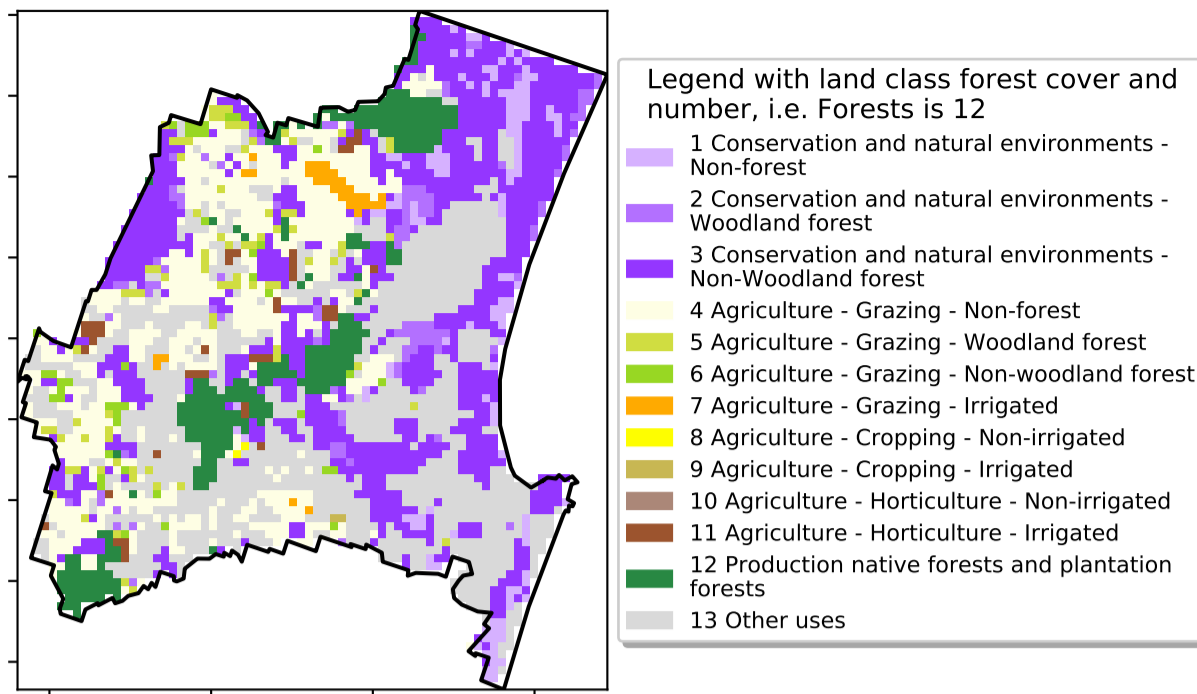 Legend with land class forest cover and
number, i.e. Forests is 12
1 Conservation and natural environments -
Non-forest
2 Conservation and natural environments -
Woodland forest
3 Conservation and natural environments -
Non-Woodland forest
4 Agriculture - Grazing - Non-forest
5 Agriculture - Grazing - Woodland forest
6 Agriculture - Grazing - Non-woodland forest
7 Agriculture - Grazing - Irrigated
8 Agriculture - Cropping - Non-irrigated
9 Agriculture - Cropping - Irrigated
10 Agriculture - Horticulture - Non-irrigated
11 Agriculture - Horticulture - Irrigated
12 Production native forests and plantation
forests
13 Other uses